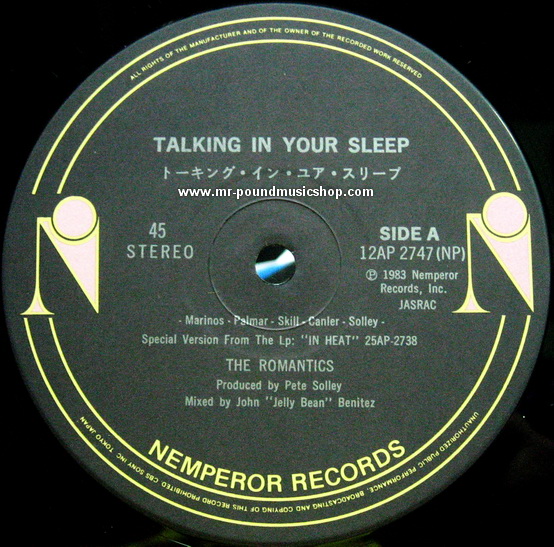 ALL RIGHTS OF THE MANUFACTURER AND OF THE OWNER OF THE RECORDED WORK RESERVED
TALKING IN YOUR SLEEP
トーキング・イン・ユア・スリープ
www.mr-poundmusicshop.com
45
STEREO
SIDE A
12AP 2747(NP)
Ⓟ 1983 Nemperor
Records, Inc.
JASRAC
- Marinos - Palmar - Skill - Canler - Solley -
Special Version From The Lp: "IN HEAT" 25AP-2738
THE ROMANTICS
Produced by Pete Solley
Mixed by John "Jelly Bean" Benitez
NEMPEROR RECORDS
UNAUTHORIZED PUBLIC PERFORMANCE, BROADCASTING AND COPYING OF THIS RECORD PROHIBITED CBS SONY INC. TOKYO JAPAN